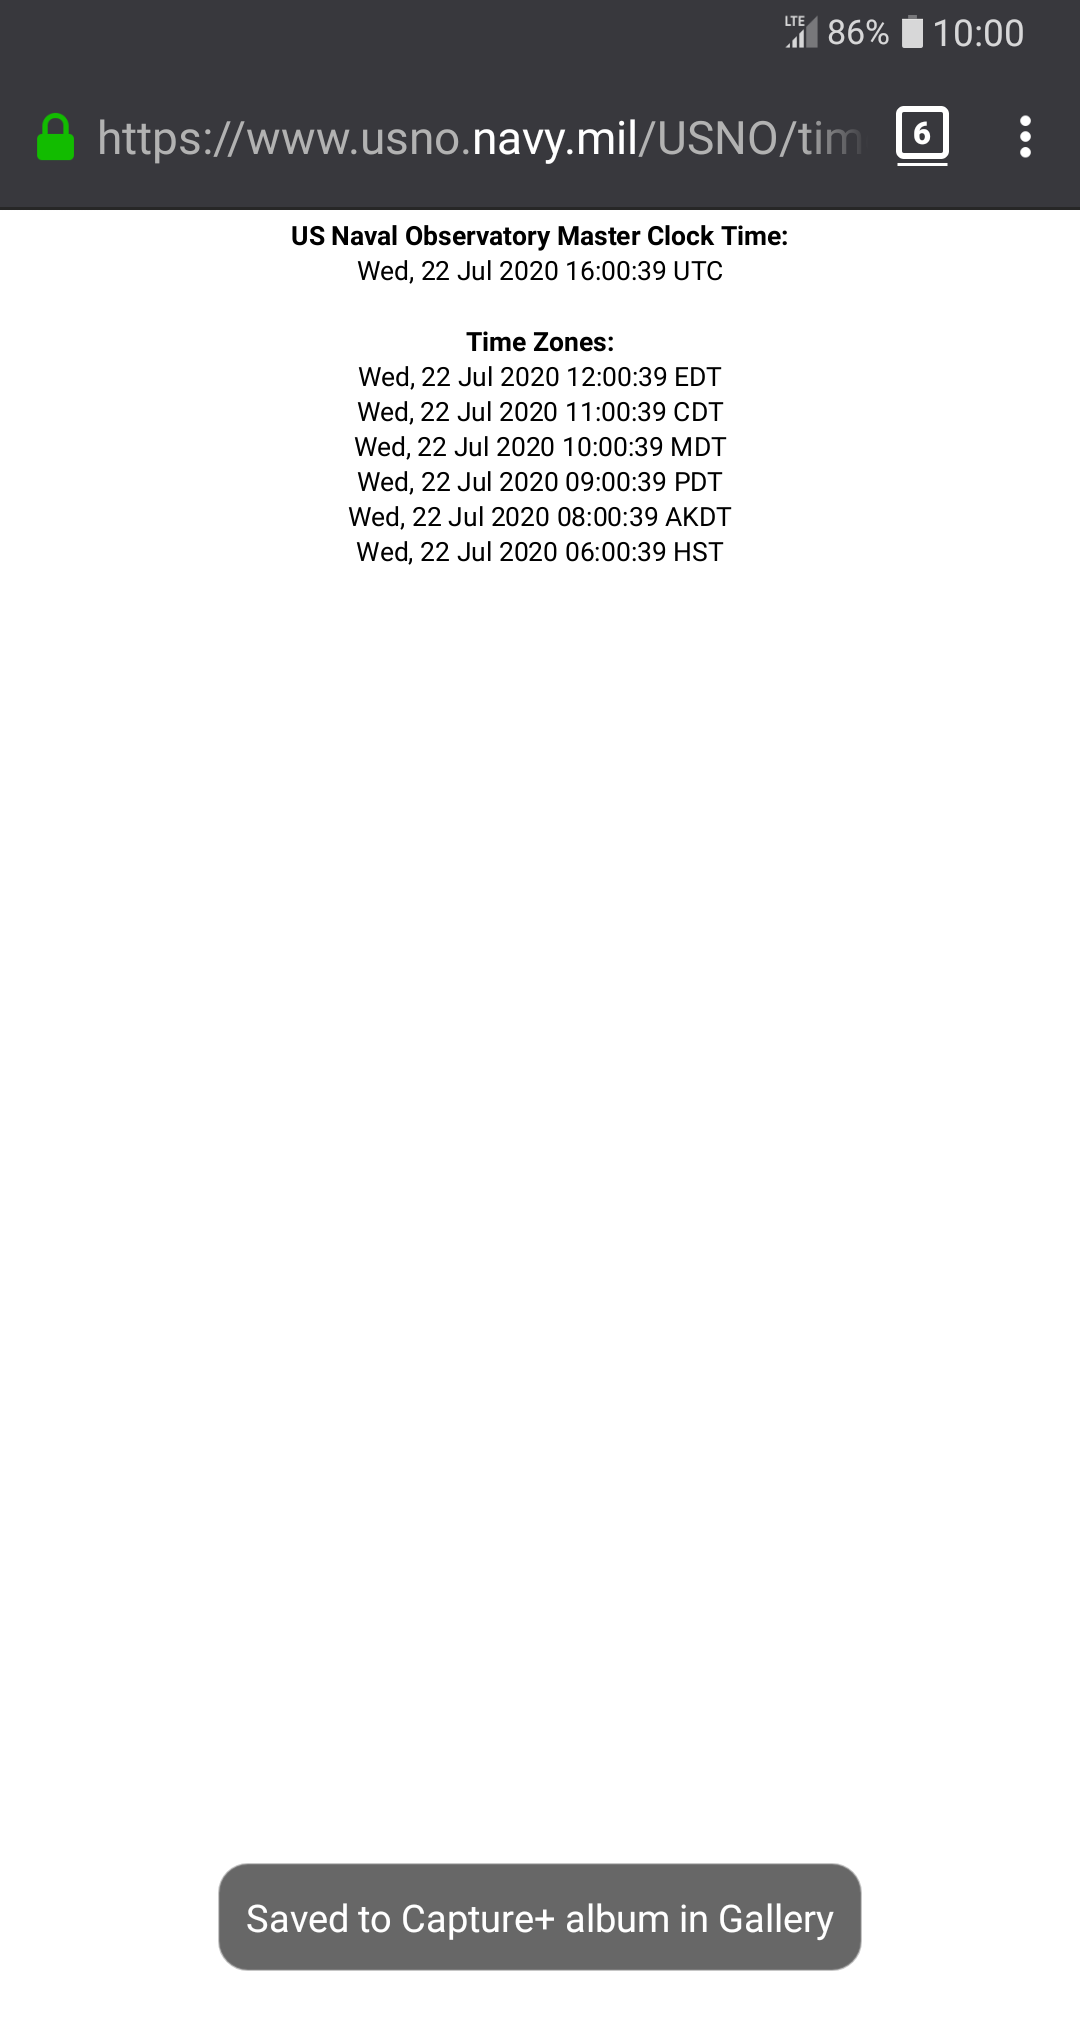 LTE 86% 10:00
https://www.usno.navy.mil/USNO/tim 6
US Naval Observatory Master Clock Time:
Wed, 22 Jul 2020 16:00:39 UTC
Time Zones:
Wed, 22 Jul 2020 12:00:39 EDT
Wed, 22 Jul 2020 11:00:39 CDT
Wed, 22 Jul 2020 10:00:39 MDT
Wed, 22 Jul 2020 09:00:39 PDT
Wed, 22 Jul 2020 08:00:39 AKDT
Wed, 22 Jul 2020 06:00:39 HST
Saved to Capture+ album in Gallery